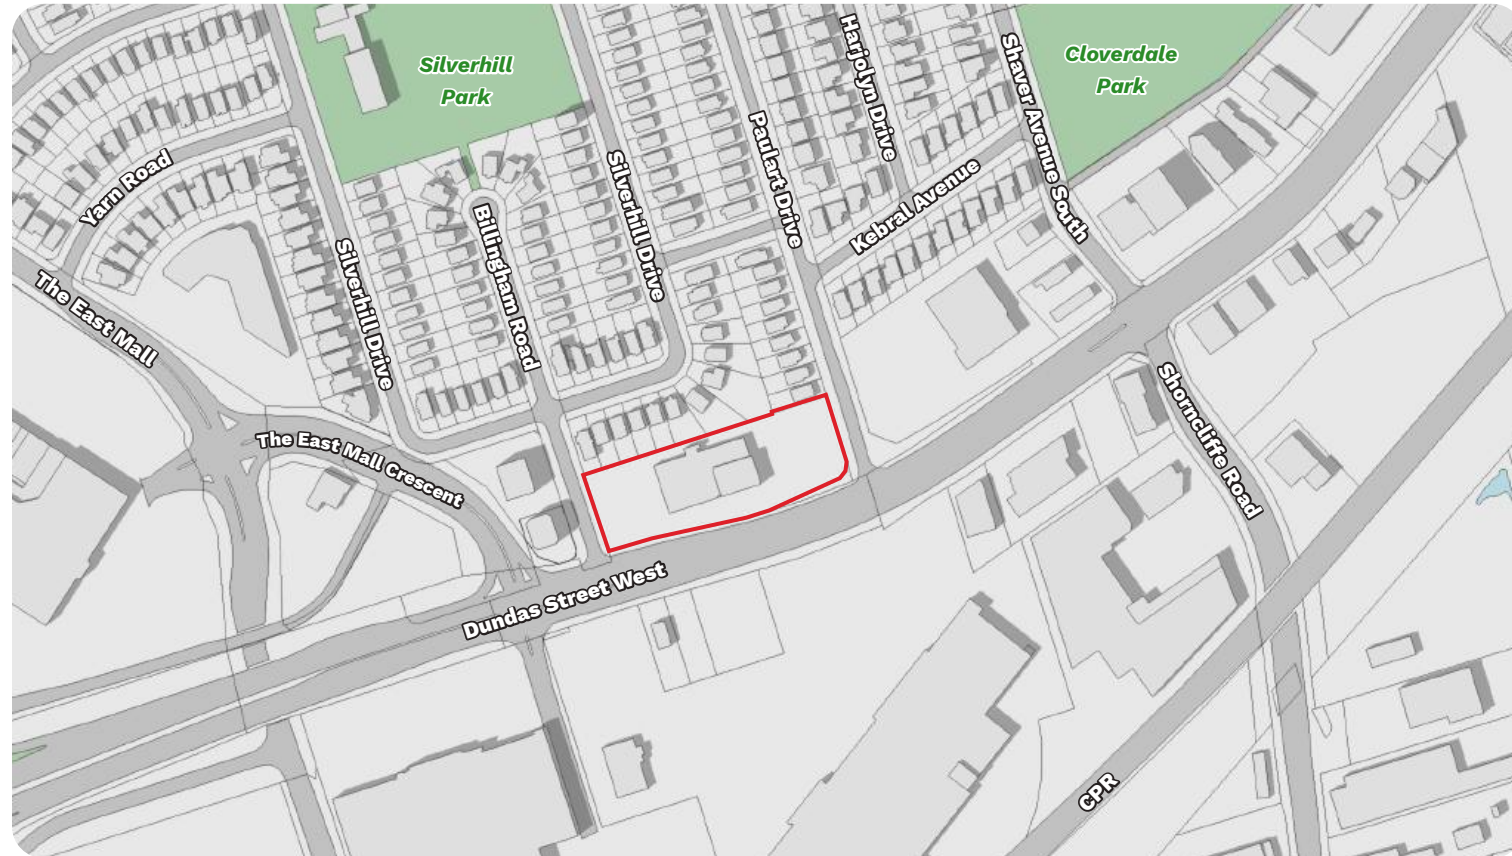 Silverhill
Park
Cloverdale
Park
Harjolyn Drive
Shaver Avenue South
Paulart Drive
Silverhill Drive
Yarn Road
Kebral Avenue
Billingham Road
Silverhill Drive
The East Mall
Shorncliffe Road
The East Mall Crescent
Dundas Street West
CPR